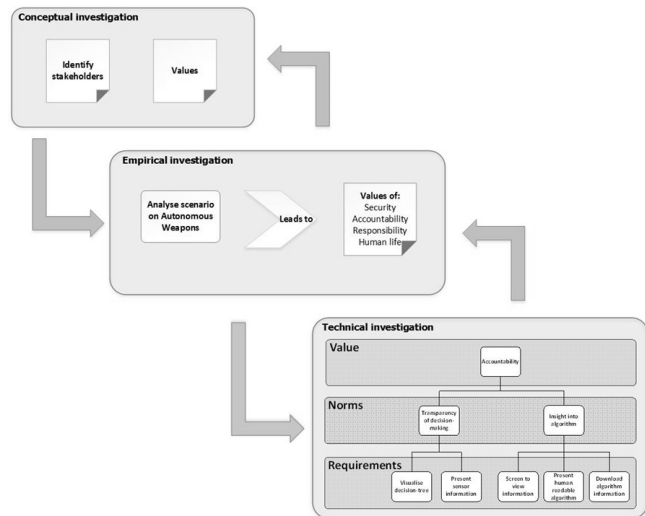 Conceptual investigation
Identify
stakeholders
Values
Empirical investigation
Analyse scenario
on Autonomous
Weapons
Leads to
Values of:
Security
Accountability
Responsibility
Human life
Technical investigation
Value
Accountability
Norms
Transparency
of decision-
making
Insight into
algorithm
Requirements
Visualise
decision-tree
Present
sensor
information
Screen to
view
information
Present
human
readable
algorithm
Download
algorithm
information